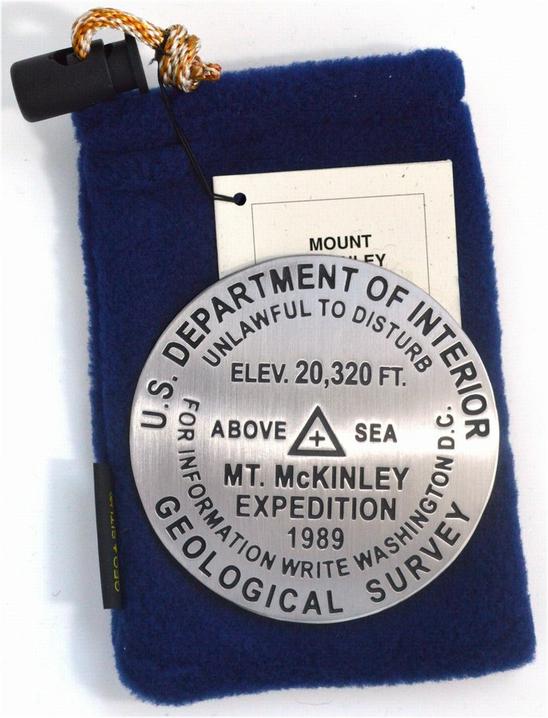 MOUNT
U.S. DEPARTMENT OF INTERIOR
UNLAWFUL TO DISTURB
ELEV. 20,320 FT.
ABOVE SEA
MT. McKINLEY
EXPEDITION
1989
FOR INFORMATION WRITE WASHINGTON D.C.
GEOLOGICAL SURVEY